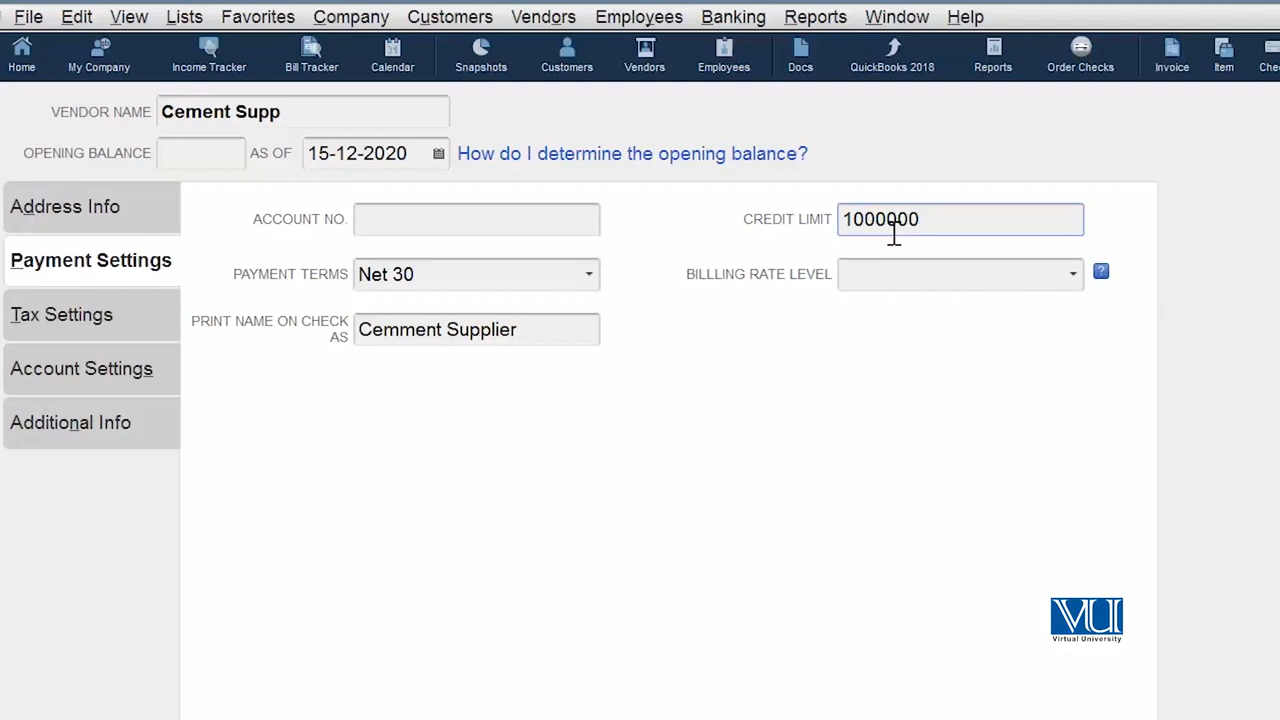 File Edit View Lists Favorites Company Customers Vendors Employees Banking Reports Window Help
Home My Company Income Tracker Bill Tracker Calendar Snapshots Customers Vendors Employees Docs QuickBooks 2018 Reports Order Checks Invoice Item
VENDOR NAME Cement Supp
OPENING BALANCE AS OF 15-12-2020 How do I determine the opening balance?
Address Info
Payment Settings
Tax Settings
Account Settings
Additional Info
ACCOUNT NO. CREDIT LIMIT 1000000
PAYMENT TERMS Net 30 BILLLING RATE LEVEL ?
PRINT NAME ON CHECK
AS Cemment Supplier
VU
Virtual University